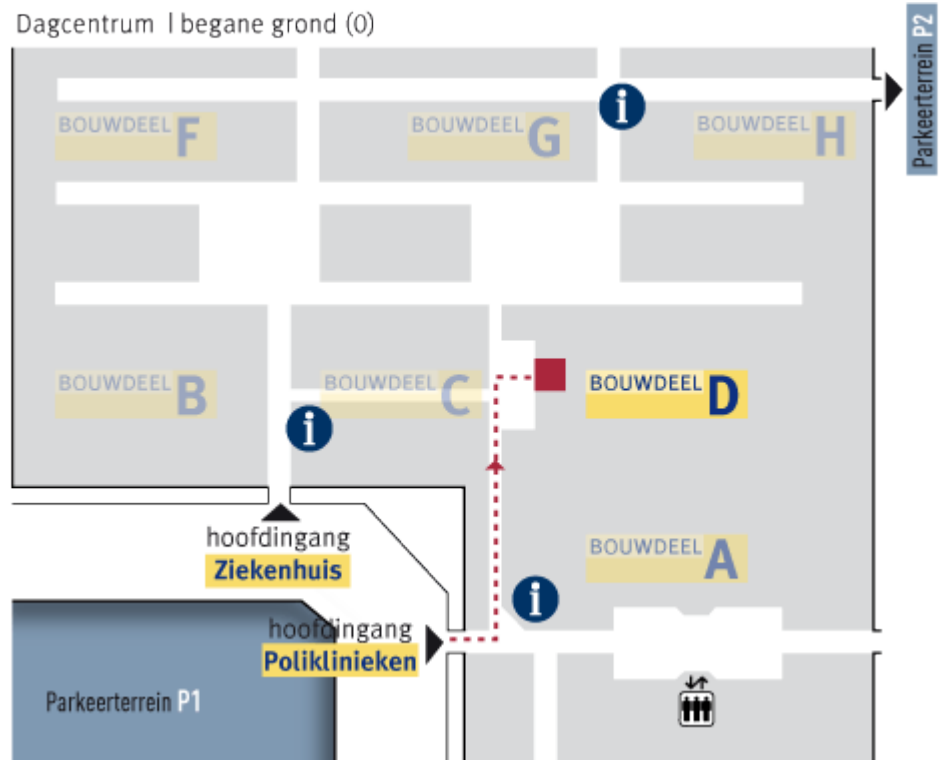 Dagcentrum | begane grond (0)
Parkeerterrein P2
BOUWDEEL F
BOUWDEEL G
BOUWDEEL H
i
BOUWDEEL B
BOUWDEEL C
BOUWDEEL D
i
hoofdingang
Ziekenhuis
BOUWDEEL A
i
hoofdingang
Poliklinieken
Parkeerterrein P1